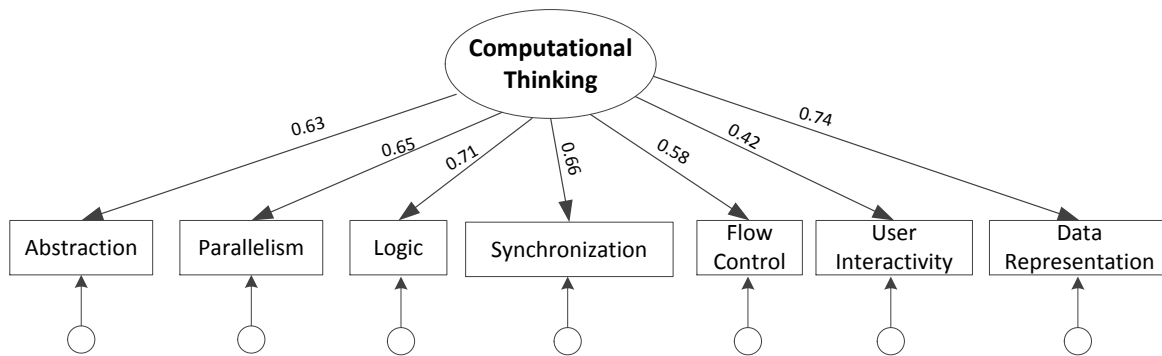 Computational
Thinking
0.63
0.65
0.71
0.66
0.58
0.42
0.74
Abstraction
Parallelism
Logic
Synchronization
Flow
Control
User
Interactivity
Data
Representation